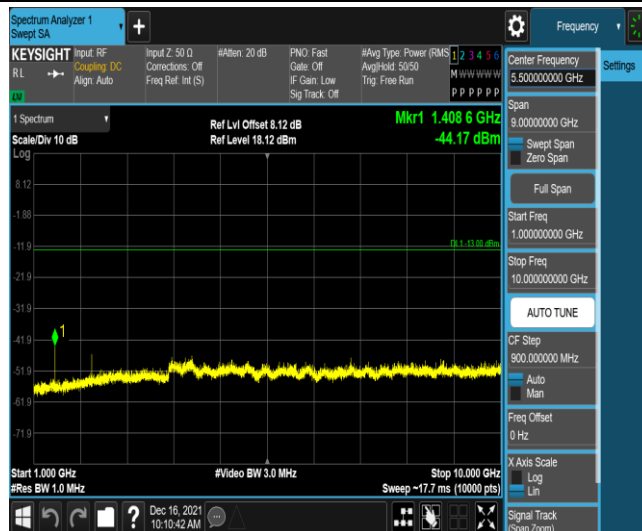 Spectrum Analyzer 1
Swept SA
+
Frequency
KEYSIGHT
RL
LXI
Input: RF
Coupling: DC
Align: Auto
Input Z: 50 Ω
Corrections: Off
Freq Ref: Int (S)
#Atten: 20 dB
PNO: Fast
Gate: Off
IF Gain: Low
Sig Track: Off
#Avg Type: Power (RMS
Avg|Hold: 50/50
Trig: Free Run
1 2 3 4 5 6
M W W W W W
P P P P P P
1 Spectrum
Scale/Div 10 dB
Log
Ref Lvl Offset 8.12 dB
Ref Level 18.12 dBm
Mkr1 1.408 6 GHz
-44.17 dBm
8.12
-1.88
-11.9
DL1 -13.00 dBm
-21.9
-31.9
-41.9
1
-51.9
-61.9
-71.9
Start 1.000 GHz
#Res BW 1.0 MHz
#Video BW 3.0 MHz
Stop 10.000 GHz
Sweep ~17.7 ms (10000 pts)
Center Frequency
5.500000000 GHz
Settings
Span
9.00000000 GHz
Swept Span
Zero Span
Full Span
Start Freq
1.000000000 GHz
Stop Freq
10.000000000 GHz
AUTO TUNE
CF Step
900.000000 MHz
Auto
Man
Freq Offset
0 Hz
X Axis Scale
Log
Lin
Signal Track
(Span Zoom)
?
Dec 16, 2021
10:10:42 AM